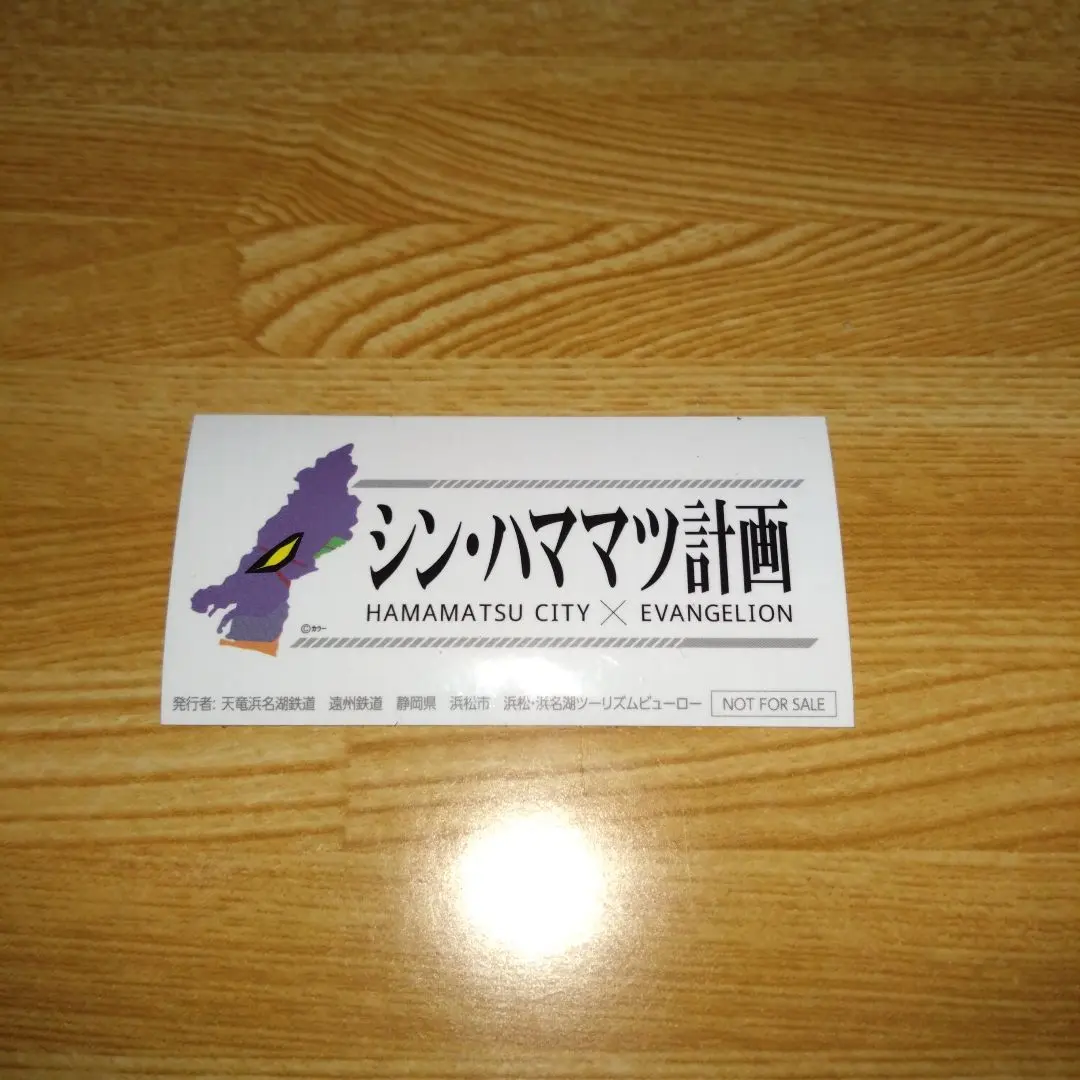 シン・ハママツ計画
HAMAMATSU CITY × EVANGELION
©カラー
発行者: 天竜浜名湖鉄道 遠州鉄道 静岡県 浜松市 浜松・浜名湖ツーリズムビューロー NOT FOR SALE